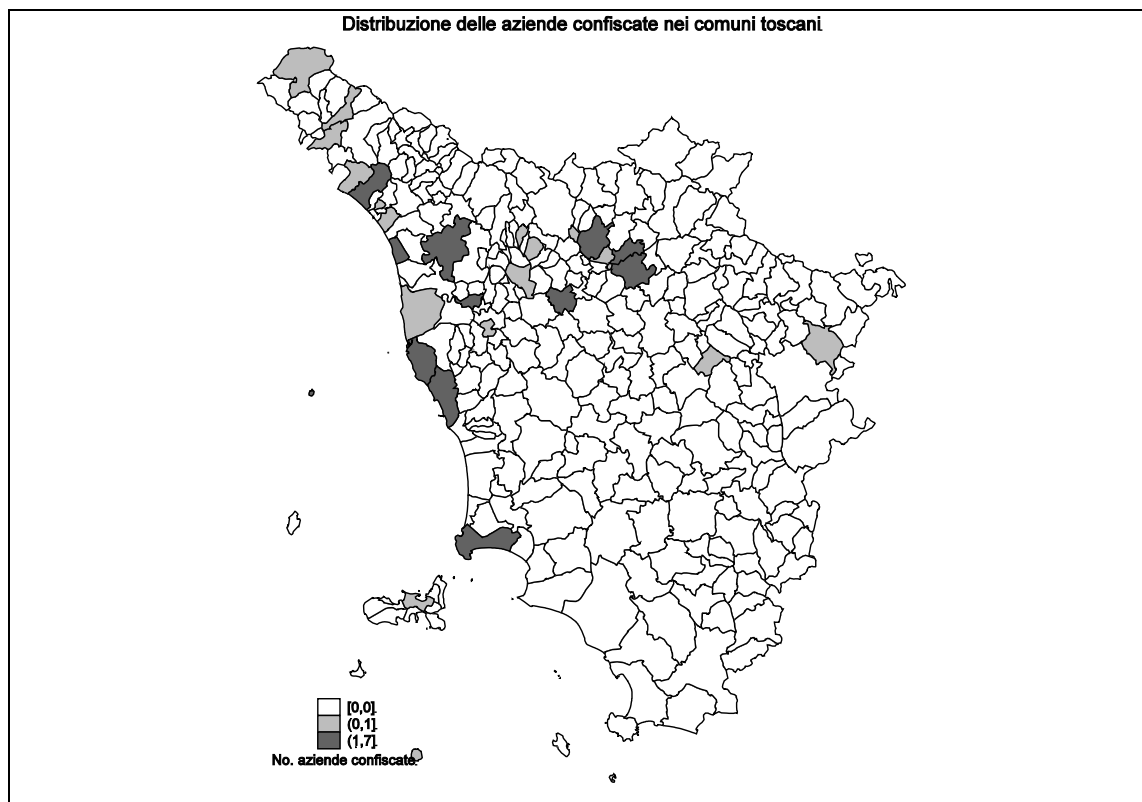 Distribuzione delle aziende confiscate nei comuni toscani.
[0,0].
(0,1].
(1,7].
No. aziende confiscate.